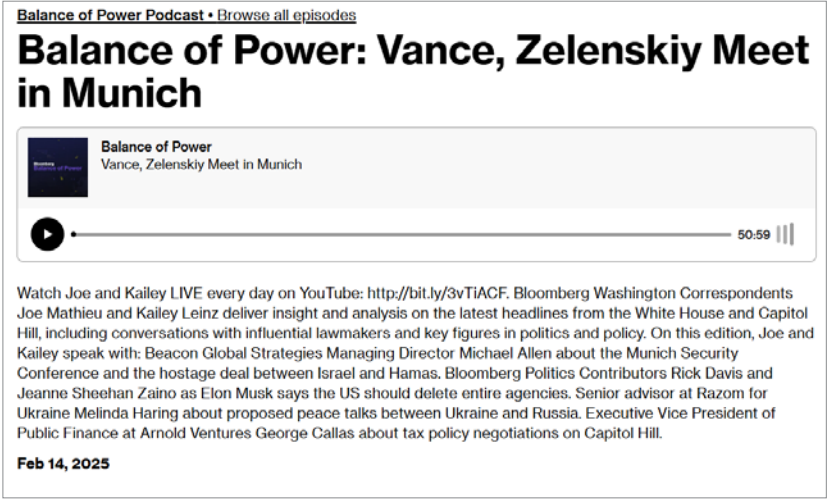 Balance of Power Podcast • Browse all episodes
Balance of Power: Vance, Zelenskiy Meet
in Munich
Bloomberg
Balance of Power
Balance of Power
Vance, Zelenskiy Meet in Munich
50:59
Watch Joe and Kailey LIVE every day on YouTube: http://bit.ly/3vTiACF. Bloomberg Washington Correspondents
Joe Mathieu and Kailey Leinz deliver insight and analysis on the latest headlines from the White House and Capitol
Hill, including conversations with influential lawmakers and key figures in politics and policy. On this edition, Joe and
Kailey speak with: Beacon Global Strategies Managing Director Michael Allen about the Munich Security
Conference and the hostage deal between Israel and Hamas. Bloomberg Politics Contributors Rick Davis and
Jeanne Sheehan Zaino as Elon Musk says the US should delete entire agencies. Senior advisor at Razom for
Ukraine Melinda Haring about proposed peace talks between Ukraine and Russia. Executive Vice President of
Public Finance at Arnold Ventures George Callas about tax policy negotiations on Capitol Hill.
Feb 14, 2025